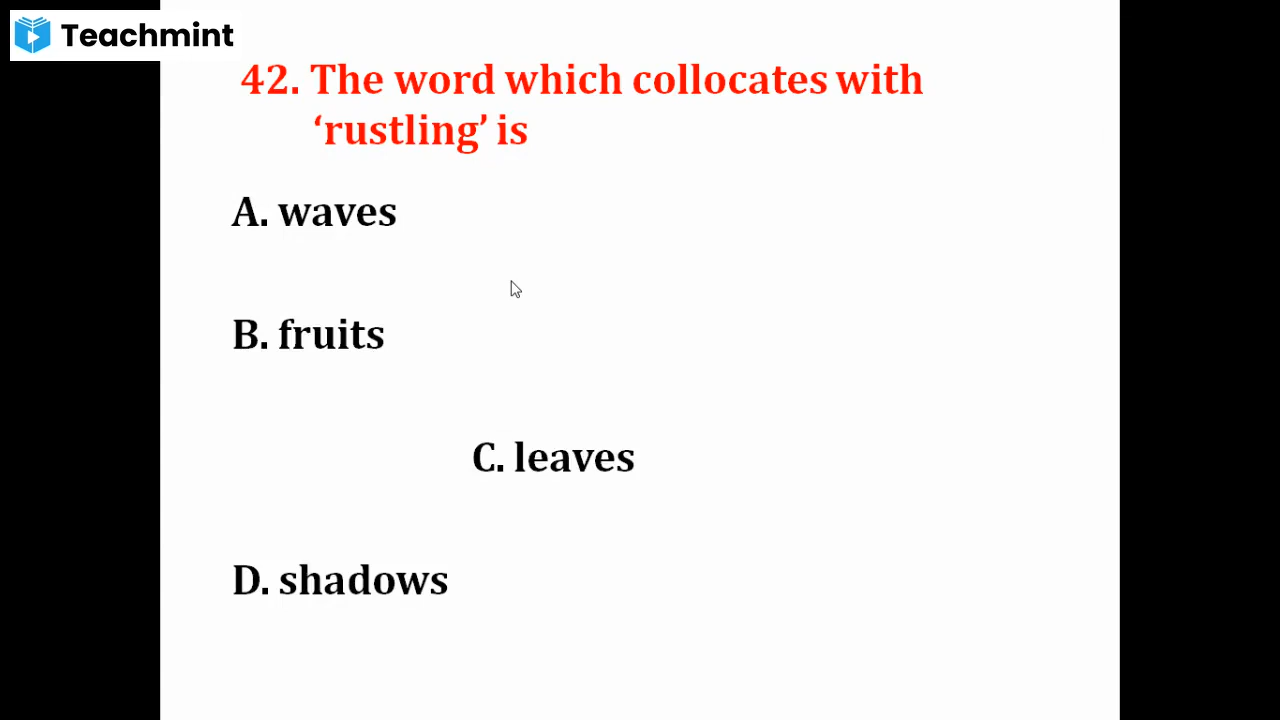 Teachmint
42. The word which collocates with
‘rustling’ is
A. waves
B. fruits
C. leaves
D. shadows